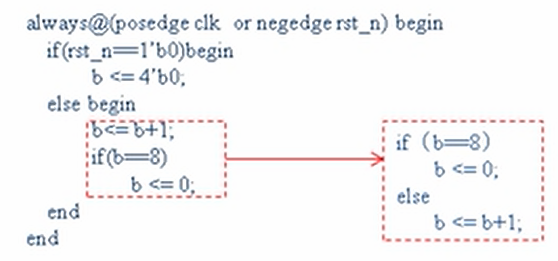 always@(posedge clk or negedge rst_n) begin
if(rst_n==1'b0)begin
b <= 4'b0;
else begin
b<=b+1;
if(b==8)
b <= 0;
end
end
if (b==8)
b <= 0;
else
b <= b+1;